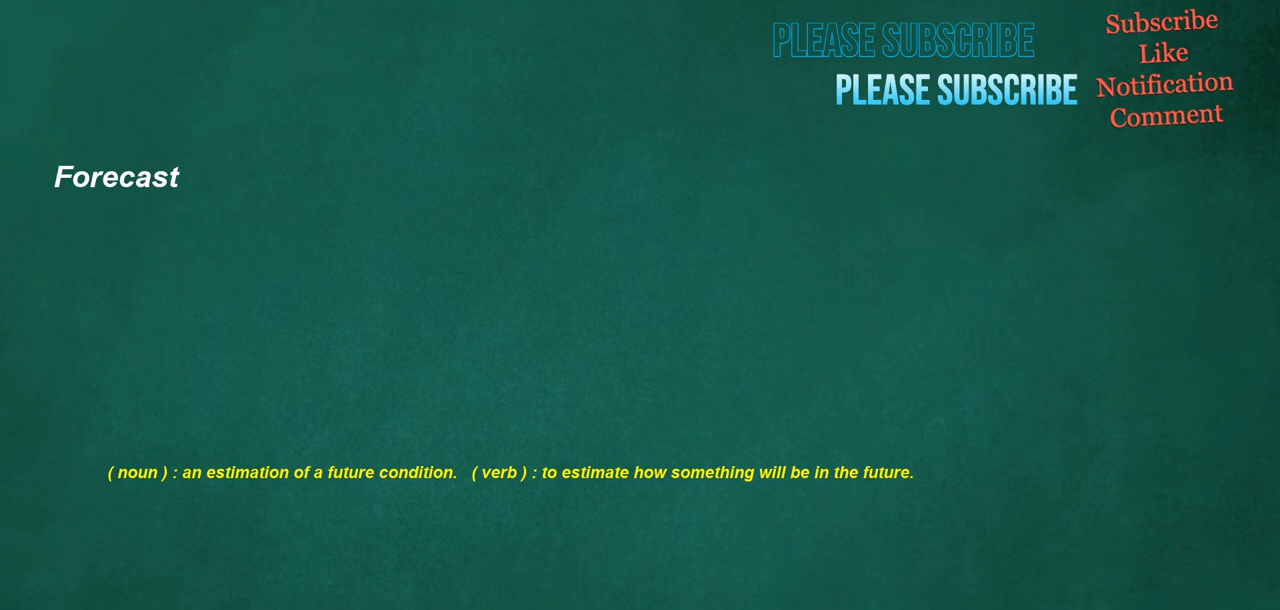 PLEASE SUBSCRIBE
PLEASE SUBSCRIBE
Subscribe
Like
Notification
Comment
Forecast
( noun ) : an estimation of a future condition.   ( verb ) : to estimate how something will be in the future.